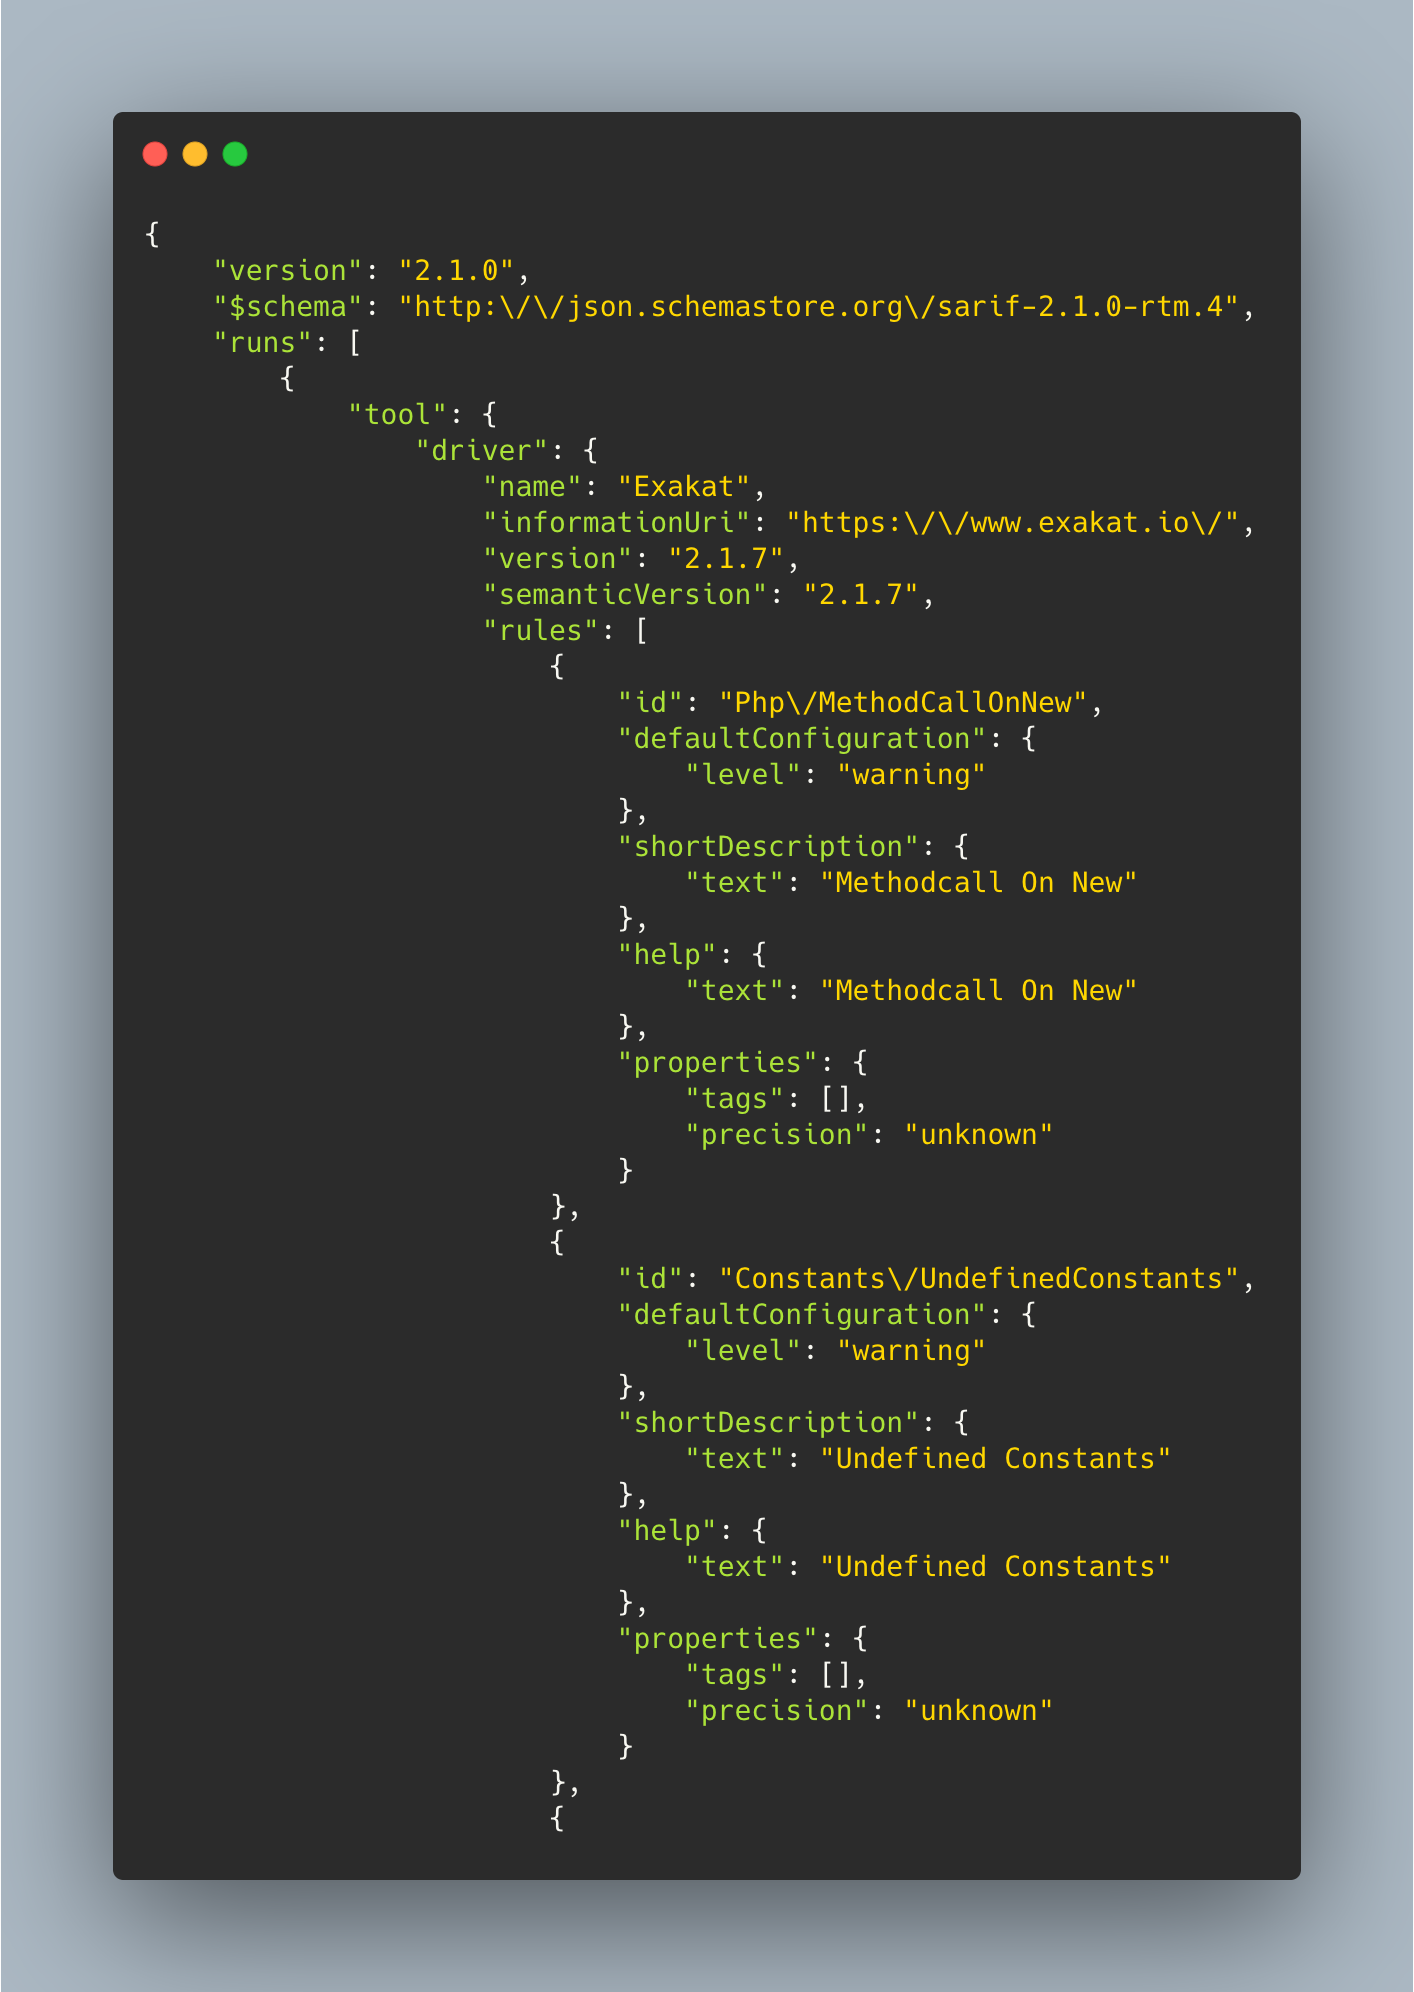 {
    "version": "2.1.0",
    "$schema": "http:\/\/json.schemastore.org\/sarif-2.1.0-rtm.4",
    "runs": [
        {
            "tool": {
                "driver": {
                    "name": "Exakat",
                    "informationUri": "https:\/\/www.exakat.io\/",
                    "version": "2.1.7",
                    "semanticVersion": "2.1.7",
                    "rules": [
                        {
                            "id": "Php\/MethodCallOnNew",
                            "defaultConfiguration": {
                                "level": "warning"
                            },
                            "shortDescription": {
                                "text": "Methodcall On New"
                            },
                            "help": {
                                "text": "Methodcall On New"
                            },
                            "properties": {
                                "tags": [],
                                "precision": "unknown"
                            }
                        },
                        {
                            "id": "Constants\/UndefinedConstants",
                            "defaultConfiguration": {
                                "level": "warning"
                            },
                            "shortDescription": {
                                "text": "Undefined Constants"
                            },
                            "help": {
                                "text": "Undefined Constants"
                            },
                            "properties": {
                                "tags": [],
                                "precision": "unknown"
                            }
                        },
                        {